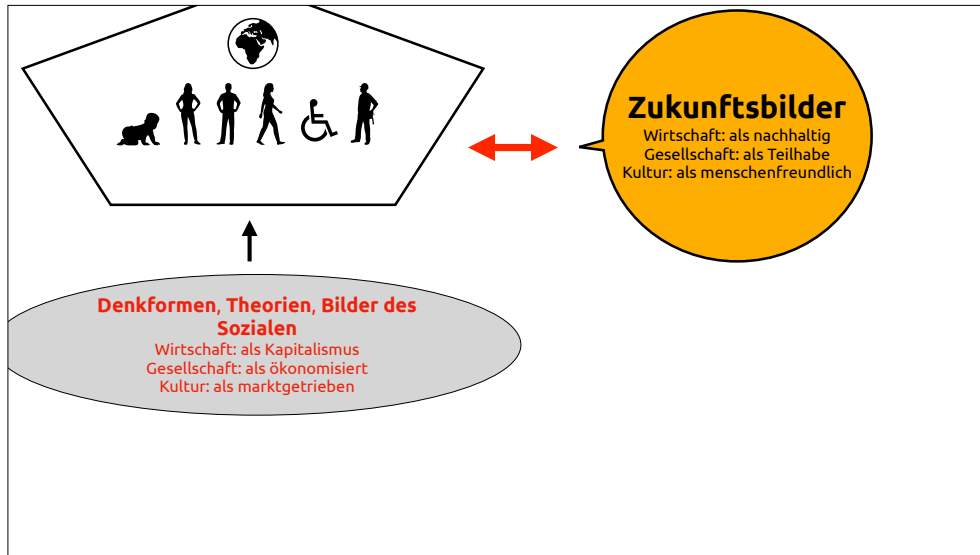 Zukunftsbilder
Wirtschaft: als nachhaltig
Gesellschaft: als Teilhabe
Kultur: als menschenfreundlich
Denkformen, Theorien, Bilder des
Sozialen
Wirtschaft: als Kapitalismus
Gesellschaft: als ökonomisiert
Kultur: als marktgetrieben